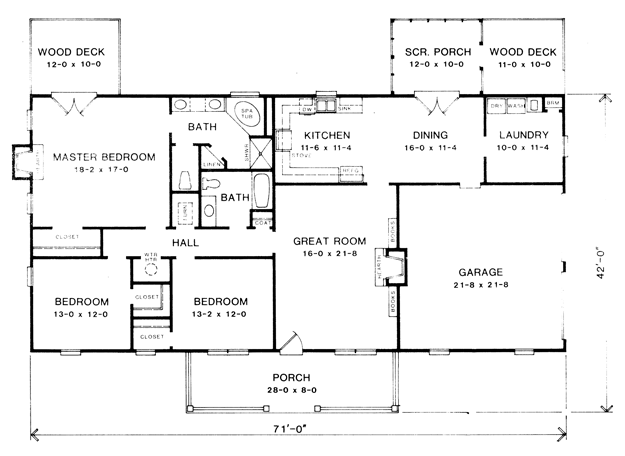 WOOD DECK
12-0 x 10-0
SCR. PORCH
12-0 x 10-0
WOOD DECK
11-0 x 10-0
MASTER BEDROOM
18-2 x 17-0
BATH
SPA
TUB
LINEN
SHWR
KITCHEN
11-6 x 11-4
DW
SINK
STOVE
REFG
DINING
16-0 x 11-4
DRY
WASH
BRM
LAUNDRY
10-0 x 11-4
BATH
FURN
COAT
CLOSET
HALL
WTR
HTR
GREAT ROOM
16-0 x 21-8
BOOKS
HEARTH
BOOKS
GARAGE
21-8 x 21-8
42'-0"
BEDROOM
13-0 x 12-0
CLOSET
CLOSET
BEDROOM
13-2 x 12-0
PORCH
28-0 x 8-0
71'-0"